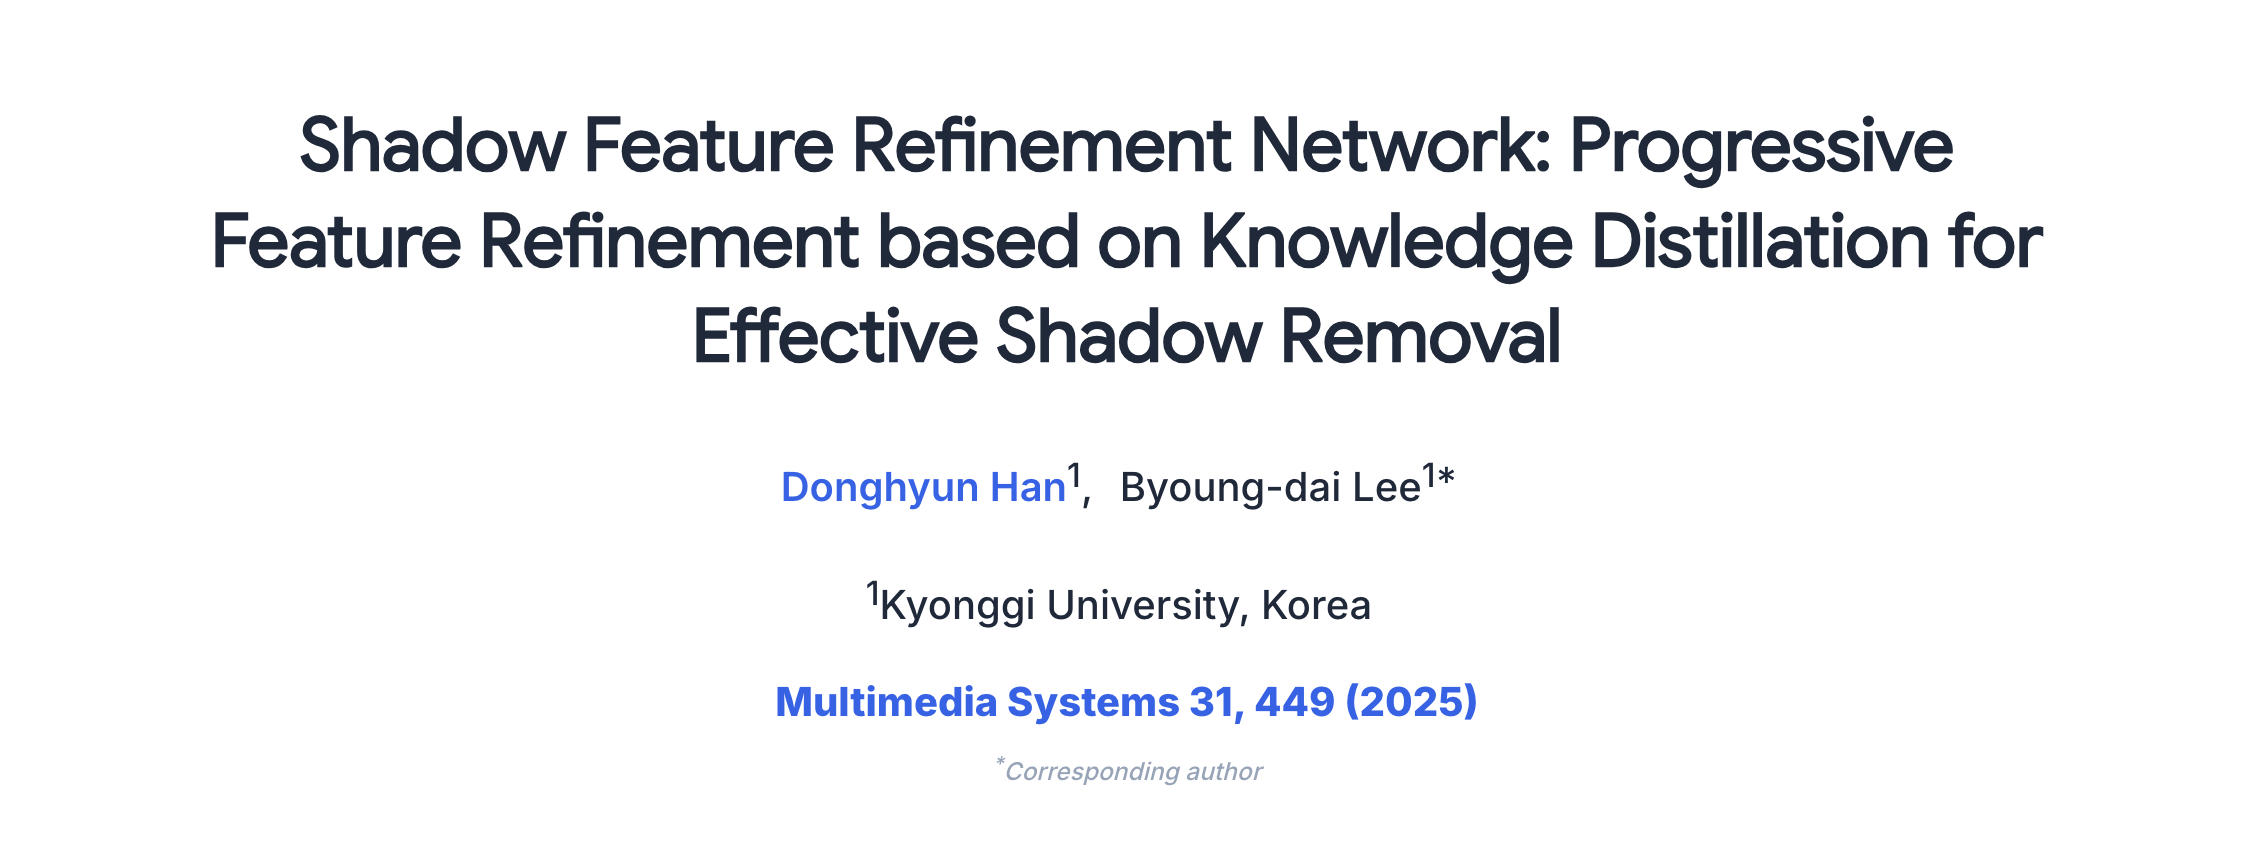 Shadow Feature Refinement Network: Progressive
Feature Refinement based on Knowledge Distillation for
Effective Shadow Removal
Donghyun Han1, Byoung-dai Lee1*
1Kyonggi University, Korea
Multimedia Systems 31, 449 (2025)
*Corresponding author